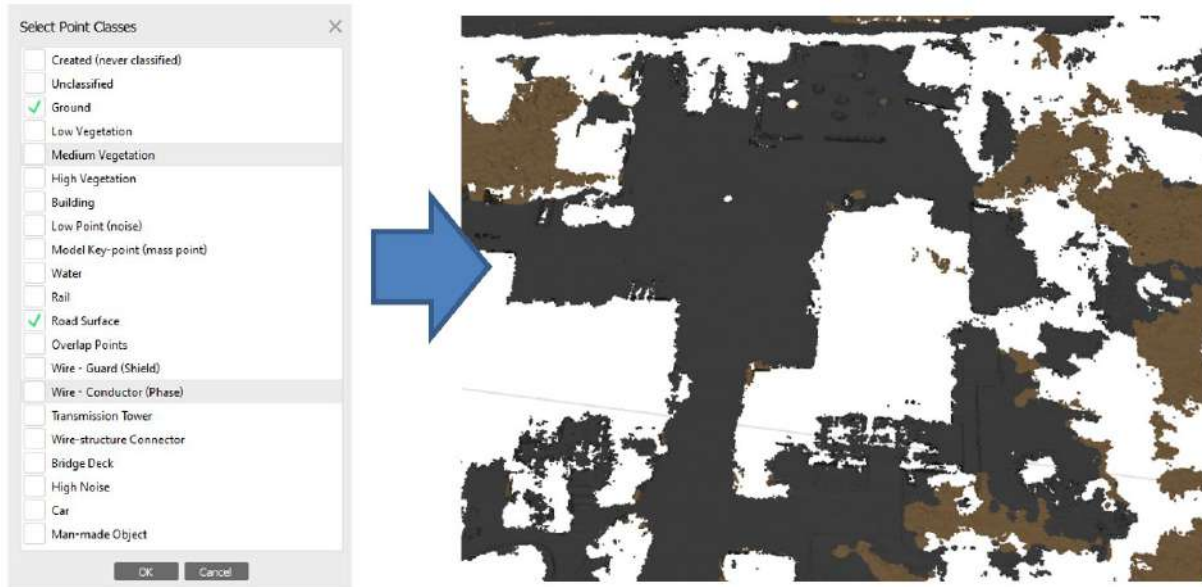 Select Point Classes
Created (never classified)
Unclassified
Ground
Low Vegetation
Medium Vegetation
High Vegetation
Building
Low Point (noise)
Model Key-point (mass point)
Water
Rail
Road Surface
Overlap Points
Wire - Guard (Shield)
Wire - Conductor (Phase)
Transmission Tower
Wire-structure Connector
Bridge Deck
High Noise
Car
Man-made Object
OK Cancel